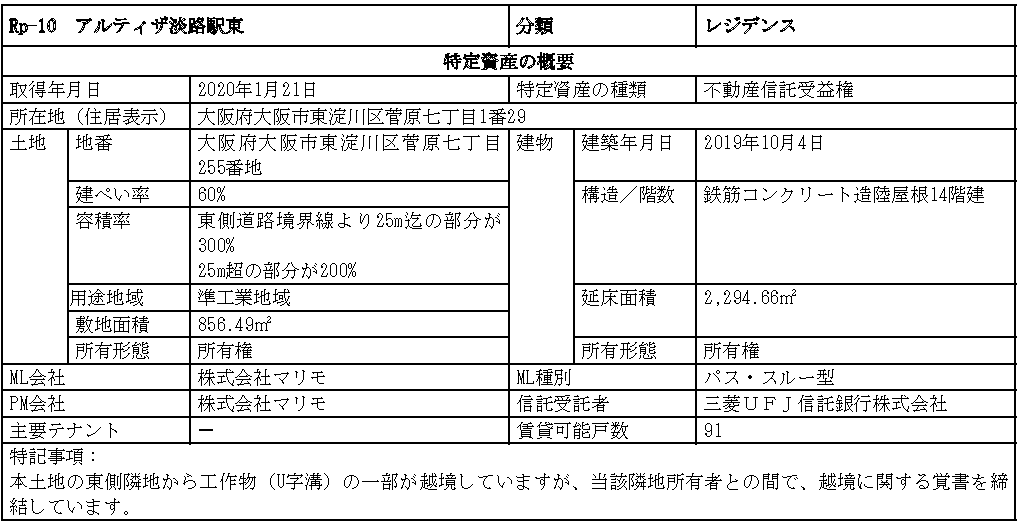 Rp-10 アルティザ淡路駅東 分類 レジデンス
特定資産の概要
取得年月日 2020年1月21日 特定資産の種類 不動産信託受益権
所在地（住居表示） 大阪府大阪市東淀川区菅原七丁目1番29
土地 地番 大阪府大阪市東淀川区菅原七丁目 建物 建築年月日 2019年10月4日
255番地
建ぺい率 60% 構造／階数 鉄筋コンクリート造陸屋根14階建
容積率 東側道路境界線より25m迄の部分が
300%
25m超の部分が200%
用途地域 準工業地域 延床面積 2,294.66㎡
敷地面積 856.49㎡
所有形態 所有権 所有形態 所有権
ML会社 株式会社マリモ ML種別 パス・スルー型
PM会社 株式会社マリモ 信託受託者 三菱ＵＦＪ信託銀行株式会社
主要テナント － 賃貸可能戸数 91
特記事項：
本土地の東側隣地から工作物（U字溝）の一部が越境していますが、当該隣地所有者との間で、越境に関する覚書を締
結しています。